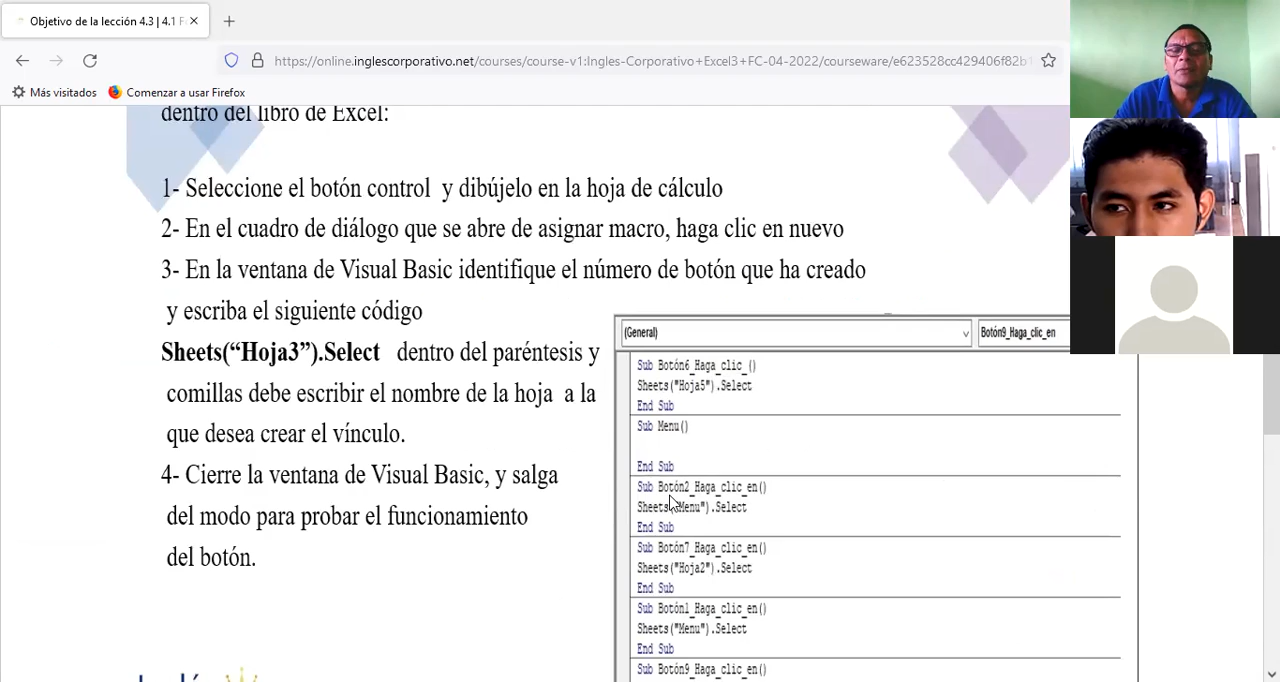 Objetivo de la lección 4.3 | 4.1 F
https://online.inglescorporativo.net/courses/course-v1:Ingles-Corporativo+Excel3+FC-04-2022/courseware/e623528cc429406f82b1
Más visitados
Comenzar a usar Firefox
dentro del libro de Excel:
1- Seleccione el botón control y dibújelo en la hoja de cálculo
2- En el cuadro de diálogo que se abre de asignar macro, haga clic en nuevo
3- En la ventana de Visual Basic identifique el número de botón que ha creado
y escriba el siguiente código
Sheets(“Hoja3”).Select dentro del paréntesis y
comillas debe escribir el nombre de la hoja a la
que desea crear el vínculo.
4- Cierre la ventana de Visual Basic, y salga
del modo para probar el funcionamiento
del botón.
(General)
Botón9_Haga_clic_en
Sub Botón6_Haga_clic_()
Sheets("Hoja5").Select
End Sub
Sub Menu()
End Sub
Sub Botón2_Haga_clic_en()
Sheets("Menu").Select
End Sub
Sub Botón7_Haga_clic_en()
Sheets("Hoja2").Select
End Sub
Sub Botón1_Haga_clic_en()
Sheets("Menu").Select
End Sub
Sub Botón9_Haga_clic_en()